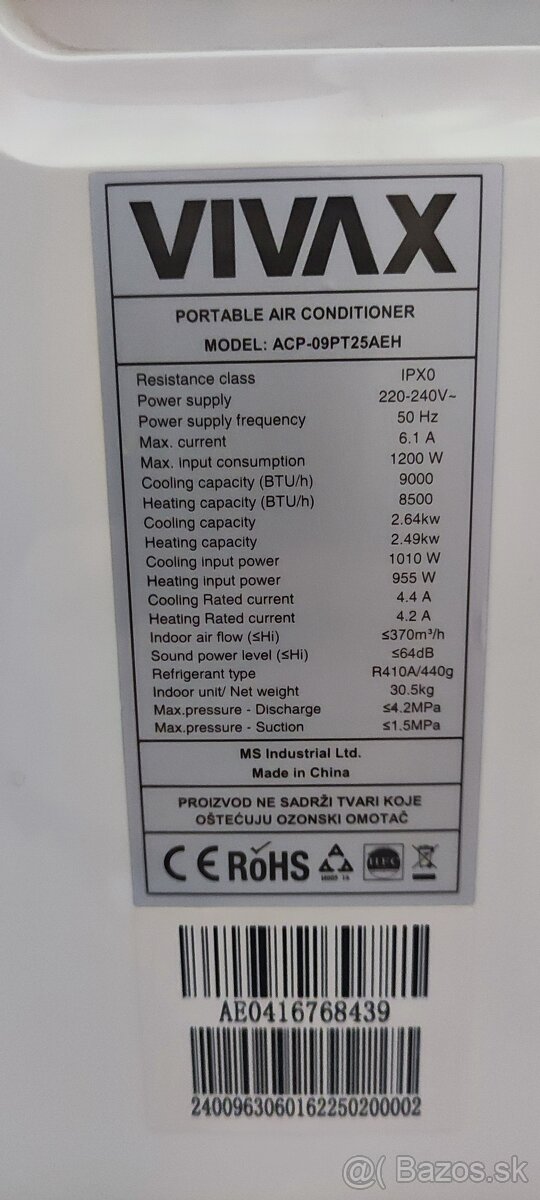 VIVAX
PORTABLE AIR CONDITIONER
MODEL: ACP-09PT25AEH
Resistance class IPX0
Power supply 220-240V~
Power supply frequency 50 Hz
Max. current 6.1 A
Max. input consumption 1200 W
Cooling capacity (BTU/h) 9000
Heating capacity (BTU/h) 8500
Cooling capacity 2.64kw
Heating capacity 2.49kw
Cooling input power 1010 W
Heating input power 955 W
Cooling Rated current 4.4 A
Heating Rated current 4.2 A
Indoor air flow (≤Hi) ≤370m³/h
Sound power level (≤Hi) ≤64dB
Refrigerant type R410A/440g
Indoor unit/ Net weight 30.5kg
Max.pressure - Discharge ≤4.2MPa
Max.pressure - Suction ≤1.5MPa
MS Industrial Ltd.
Made in China
PROIZVOD NE SADRŽI TVARI KOJE
OŠTEĆUJU OZONSKI OMOTAČ
CE RoHS
AE0416768439
2400963060162250200002
@( Bazos.sk